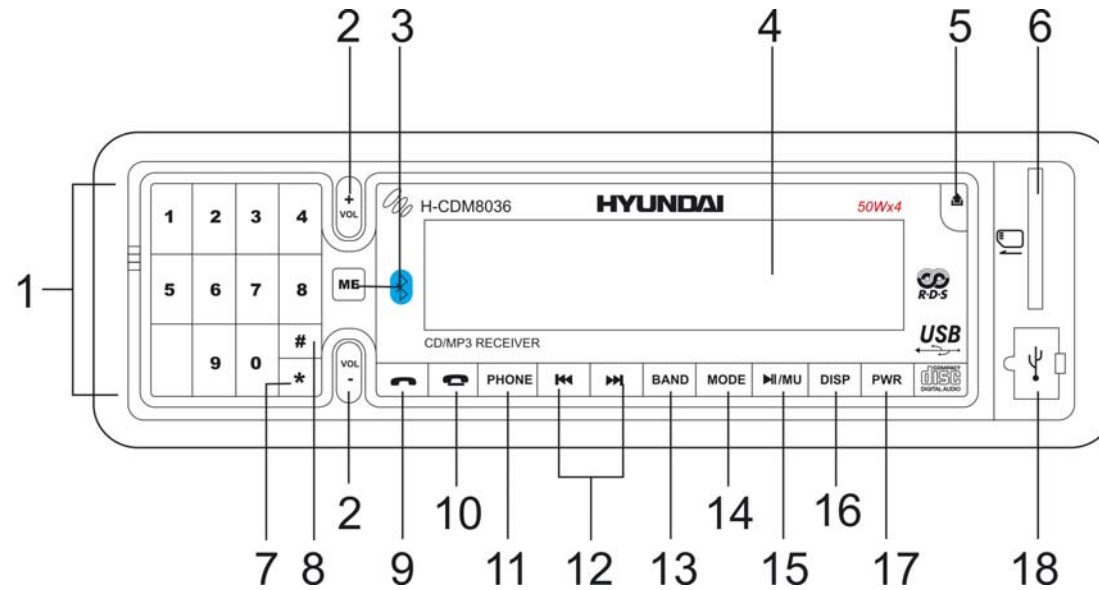 2 3 4 5 6
1 2 3 4
+
VOL
H-CDM8036 HYUNDAI 50Wx4
1
5 6 7 8
ME
R·D·S
9 0 #
*
VOL
-
CD/MP3 RECEIVER
USB
PHONE BAND MODE /MU DISP PWR
COMPACT
disc
DIGITAL AUDIO
2 10 14 16
7 8 9 11 12 13 15 17 18